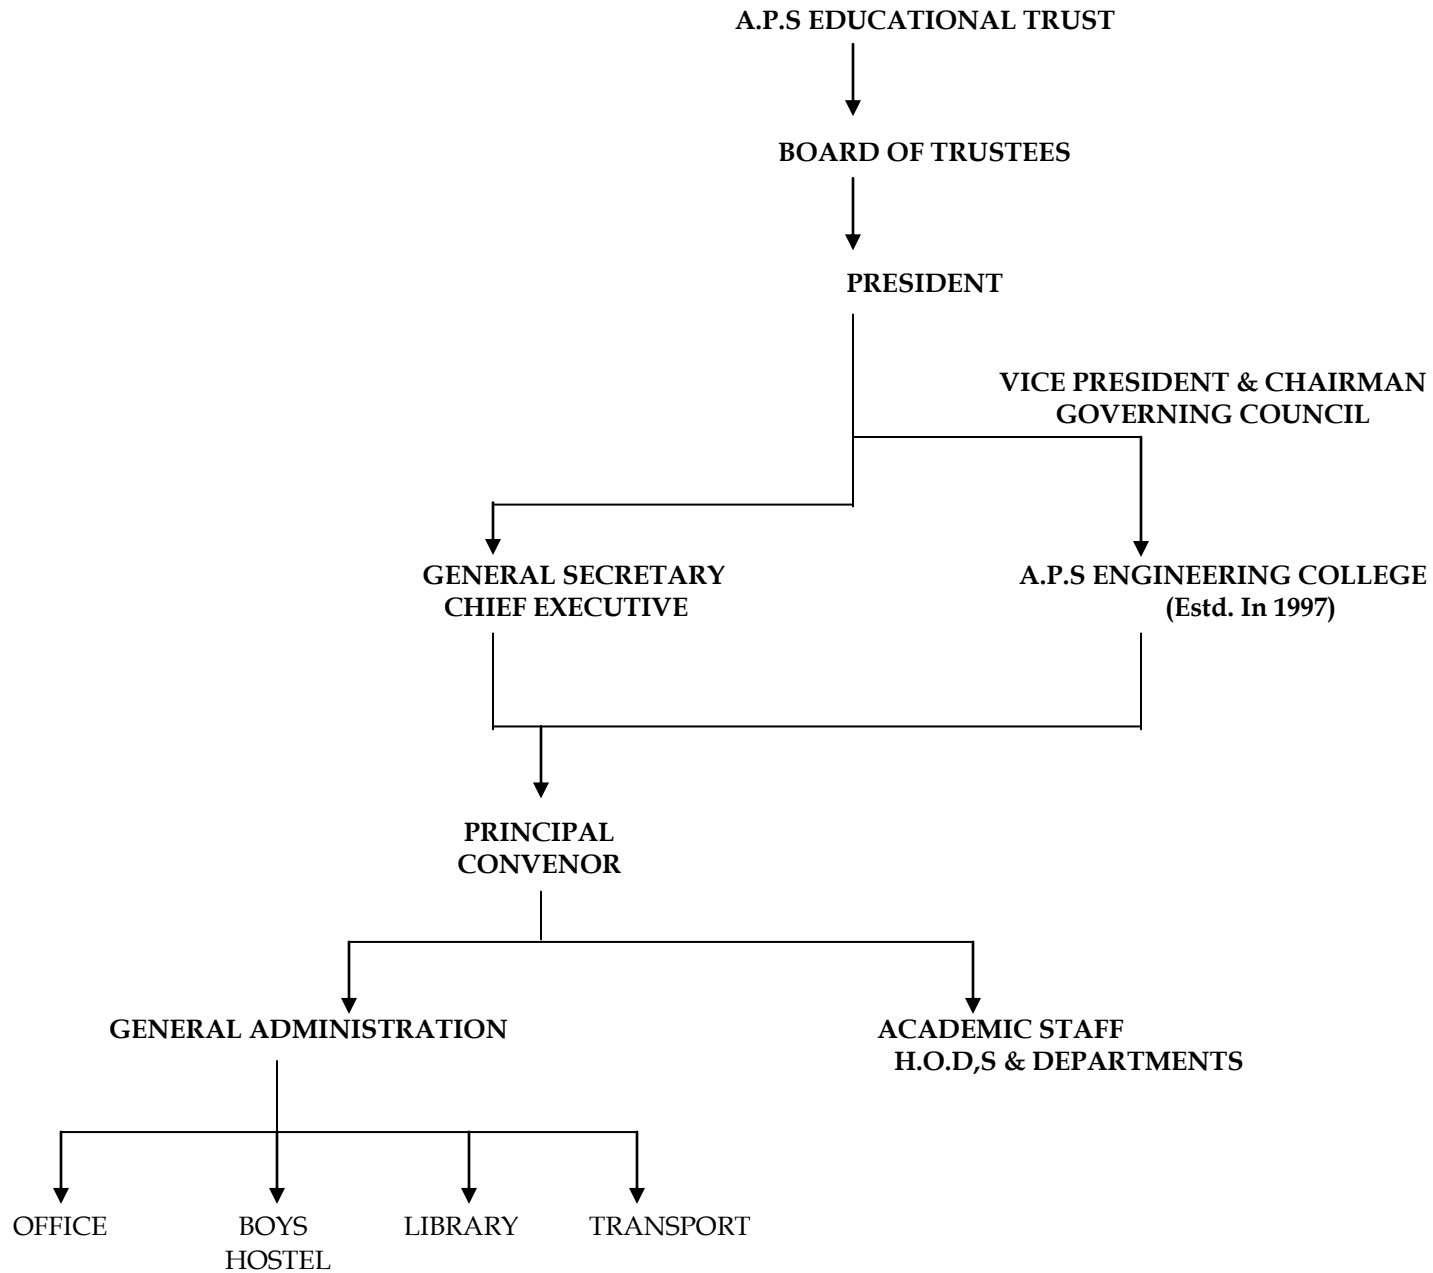 A.P.S EDUCATIONAL TRUST
BOARD OF TRUSTEES
PRESIDENT
VICE PRESIDENT & CHAIRMAN
GOVERNING COUNCIL
GENERAL SECRETARY
CHIEF EXECUTIVE
A.P.S ENGINEERING COLLEGE
(Estd. In 1997)
PRINCIPAL
CONVENOR
GENERAL ADMINISTRATION
ACADEMIC STAFF
H.O.D,S & DEPARTMENTS
OFFICE
BOYS
HOSTEL
LIBRARY
TRANSPORT